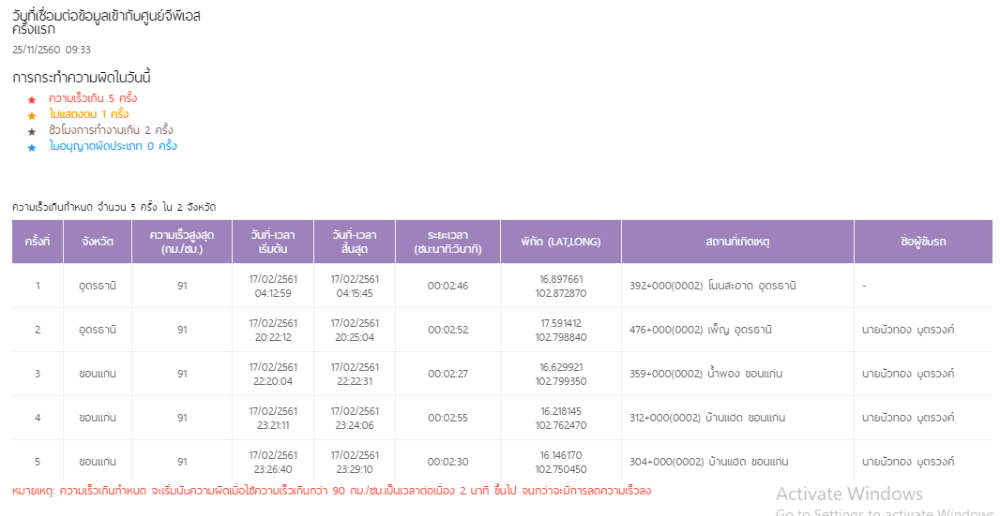 วันที่เชื่อมต่อข้อมูลเข้ากับศูนย์จีพีเอส
ครั้งแรก
25/11/2560 09:33
การกระทำความผิดในวันนี้
ความเร็วเกิน 5 ครั้ง
ไม่แสดงตน 1 ครั้ง
ชั่วโมงการทำงานเกิน 2 ครั้ง
ใบอนุญาตผิดประเภท 0 ครั้ง
ความเร็วเกินกำหนด จำนวน 5 ครั้ง ใน 2 จังหวัด
ครั้งที่ จังหวัด ความเร็วสูงสุด (กม./ชม.) วันที่-เวลา เริ่มต้น วันที่-เวลา สิ้นสุด ระยะเวลา (ชม:นาที:วินาที) พิกัด (LAT,LONG) สถานที่เกิดเหตุ ชื่อผู้ขับรถ
1 อุดรธานี 91 17/02/2561 04:12:59 17/02/2561 04:15:45 00:02:46 16.897661 102.872870 392+000(0002) โนนสะอาด อุดรธานี -
2 อุดรธานี 91 17/02/2561 20:22:12 17/02/2561 20:25:04 00:02:52 17.591412 102.798840 476+000(0002) เพ็ญ อุดรธานี นายบัวทอง บุตรวงค์
3 ขอนแก่น 91 17/02/2561 22:20:04 17/02/2561 22:22:31 00:02:27 16.629921 102.799350 359+000(0002) น้ำพอง ขอนแก่น นายบัวทอง บุตรวงค์
4 ขอนแก่น 91 17/02/2561 23:21:11 17/02/2561 23:24:06 00:02:55 16.218145 102.762470 312+000(0002) บ้านแฮด ขอนแก่น นายบัวทอง บุตรวงค์
5 ขอนแก่น 91 17/02/2561 23:26:40 17/02/2561 23:29:10 00:02:30 16.146170 102.750450 304+000(0002) บ้านแฮด ขอนแก่น นายบัวทอง บุตรวงค์
หมายเหตุ: ความเร็วเกินกำหนด จะเริ่มนับความผิดเมื่อใช้ความเร็วเกินกว่า 90 กม./ชม.เป็นเวลาต่อเนื่อง 2 นาที ขึ้นไป จนกว่าจะมีการลดความเร็วลง
Activate Windows
Go to Settings to activate Windows